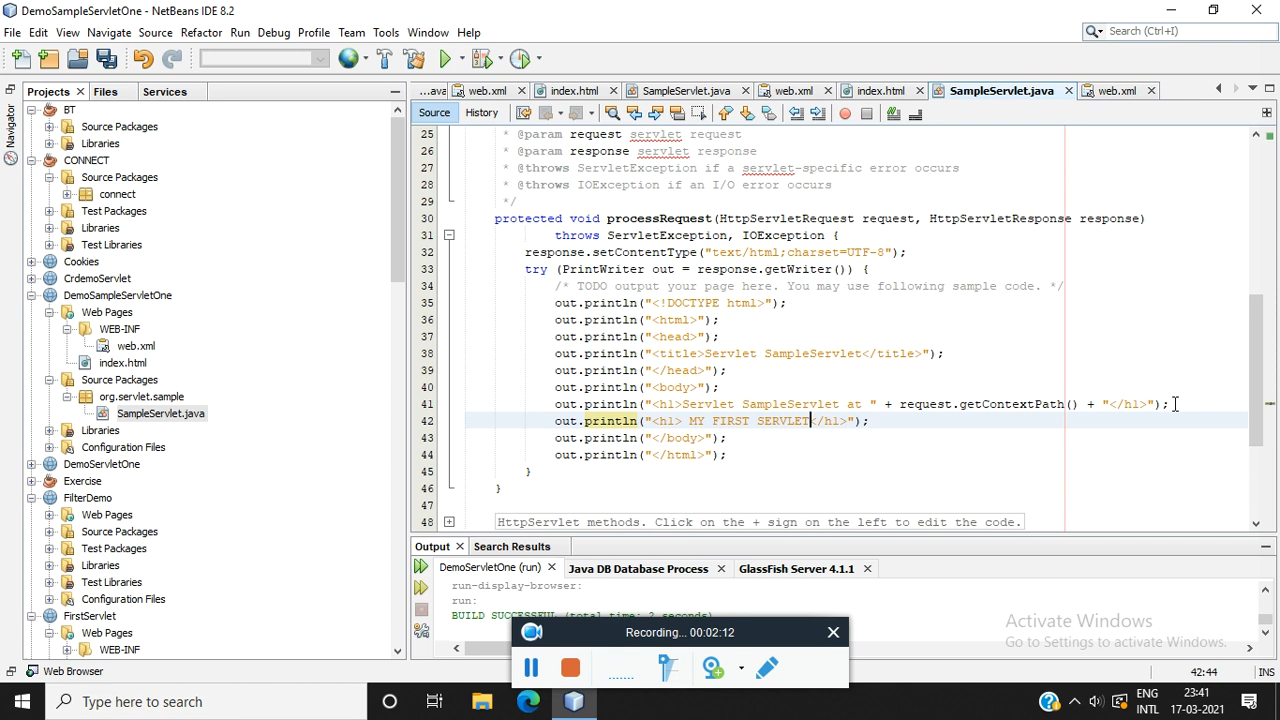 DemoSampleServletOne - NetBeans IDE 8.2
File Edit View Navigate Source Refactor Run Debug Profile Team Tools Window Help
Search (Ctrl+I)
Projects Files Services
...ava web.xml index.html SampleServlet.java web.xml index.html SampleServlet.java web.xml
Navigator
Source History
BT
Source Packages
Libraries
CONNECT
Source Packages
connect
Test Packages
Libraries
Test Libraries
Cookies
CrdemoServlet
DemoSampleServletOne
Web Pages
WEB-INF
web.xml
index.html
Source Packages
org.servlet.sample
SampleServlet.java
Libraries
Configuration Files
DemoServletOne
Exercise
FilterDemo
Web Pages
Source Packages
Test Packages
Libraries
Test Libraries
Configuration Files
FirstServlet
Web Pages
WEB-INF
25 * @param request servlet request
26 * @param response servlet response
27 * @throws ServletException if a servlet-specific error occurs
28 * @throws IOException if an I/O error occurs
29 */
30 protected void processRequest(HttpServletRequest request, HttpServletResponse response)
31 throws ServletException, IOException {
32 response.setContentType("text/html;charset=UTF-8");
33 try (PrintWriter out = response.getWriter()) {
34 /* TODO output your page here. You may use following sample code. */
35 out.println("<!DOCTYPE html>");
36 out.println("<html>");
37 out.println("<head>");
38 out.println("<title>Servlet SampleServlet</title>");
39 out.println("</head>");
40 out.println("<body>");
41 out.println("<h1>Servlet SampleServlet at " + request.getContextPath() + "</h1>");
42 out.println("<h1> MY FIRST SERVLET</h1>");
43 out.println("</body>");
44 out.println("</html>");
45 }
46 }
47
48 HttpServlet methods. Click on the + sign on the left to edit the code.
Output Search Results
DemoServletOne (run) Java DB Database Process GlassFish Server 4.1.1
run-display-browser:
run:
BUILD SUCCESSFUL (total time: 2 seconds)
Recording... 00:02:12
Activate Windows
Go to Settings to activate Windows.
Web Browser
42:44 INS
Type here to search
ENG
INTL
23:41
17-03-2021